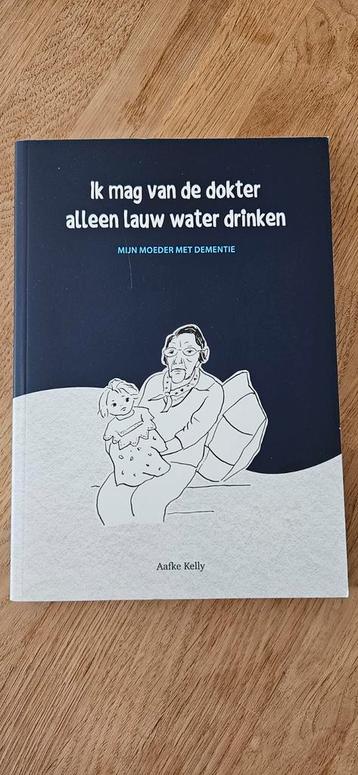 Ik mag van de dokter
alleen lauw water drinken
MIJN MOEDER MET DEMENTIE
Aafke Kelly